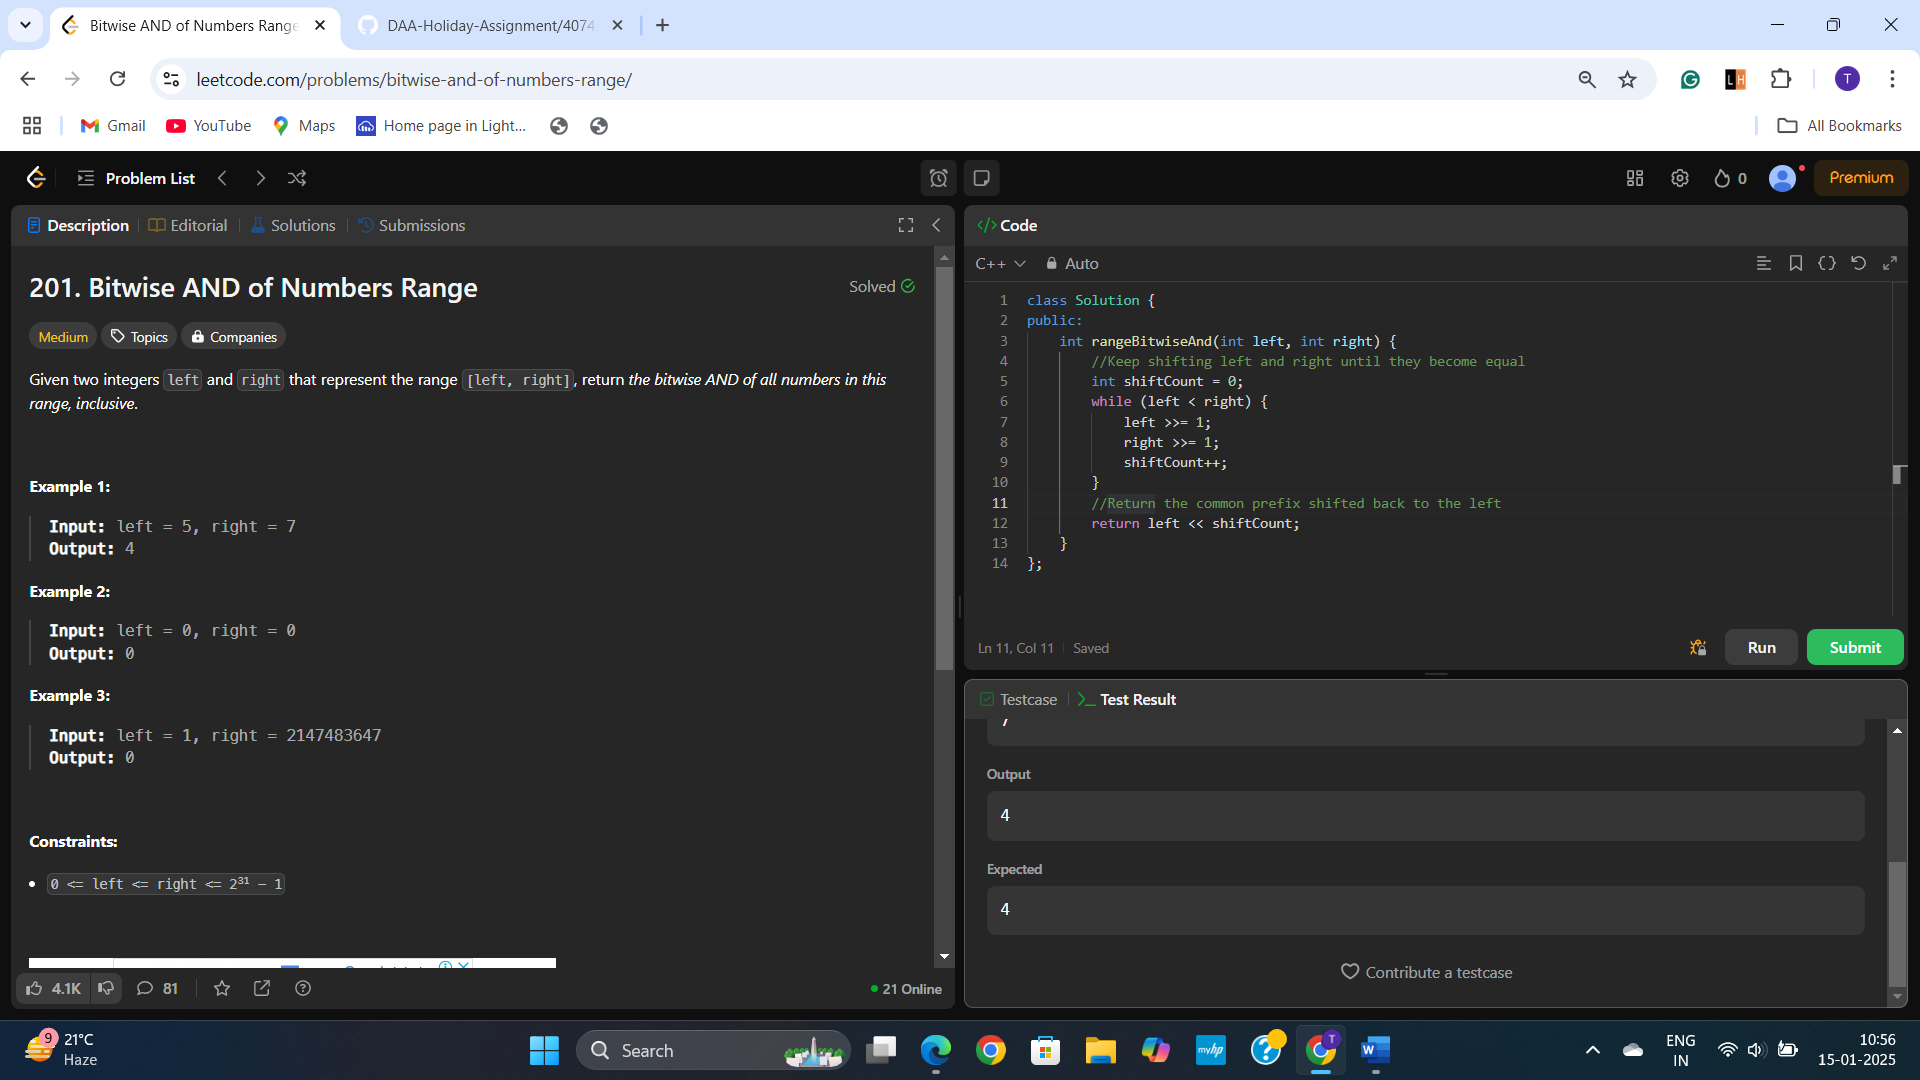 Bitwise AND of Numbers Range
DAA-Holiday-Assignment/4074
leetcode.com/problems/bitwise-and-of-numbers-range/
T
Gmail
YouTube
Maps
Home page in Light...
All Bookmarks
Problem List
0
Premium
Description
Editorial
Solutions
Submissions
201. Bitwise AND of Numbers Range
Solved
Medium
Topics
Companies
Given two integers left and right that represent the range [left, right], return the bitwise AND of all numbers in this
range, inclusive.
Example 1:
Input: left = 5, right = 7
Output: 4
Example 2:
Input: left = 0, right = 0
Output: 0
Example 3:
Input: left = 1, right = 2147483647
Output: 0
Constraints:
• 0 <= left <= right <= 2³¹ - 1
4.1K
81
21 Online
</> Code
C++
Auto
1 class Solution {
2 public:
3 int rangeBitwiseAnd(int left, int right) {
4 //Keep shifting left and right until they become equal
5 int shiftCount = 0;
6 while (left < right) {
7 left >>= 1;
8 right >>= 1;
9 shiftCount++;
10 }
11 //Return the common prefix shifted back to the left
12 return left << shiftCount;
13 }
14 };
Ln 11, Col 11
Saved
Run
Submit
Testcase
>_ Test Result
7
Output
4
Expected
4
Contribute a testcase
9
21°C
Haze
Search
myhp
T
ENG
IN
10:56
15-01-2025